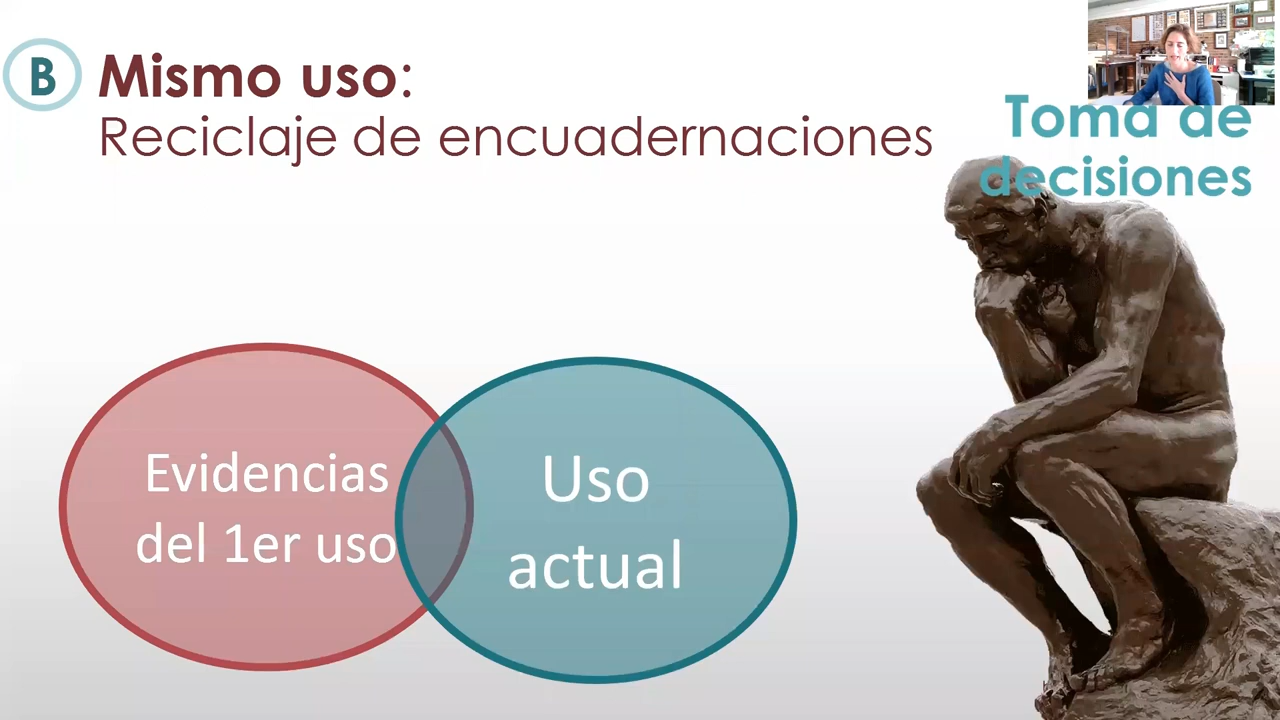 B
Mismo uso:
Reciclaje de encuadernaciones
Toma de
decisiones
Evidencias
del 1er uso
Uso
actual